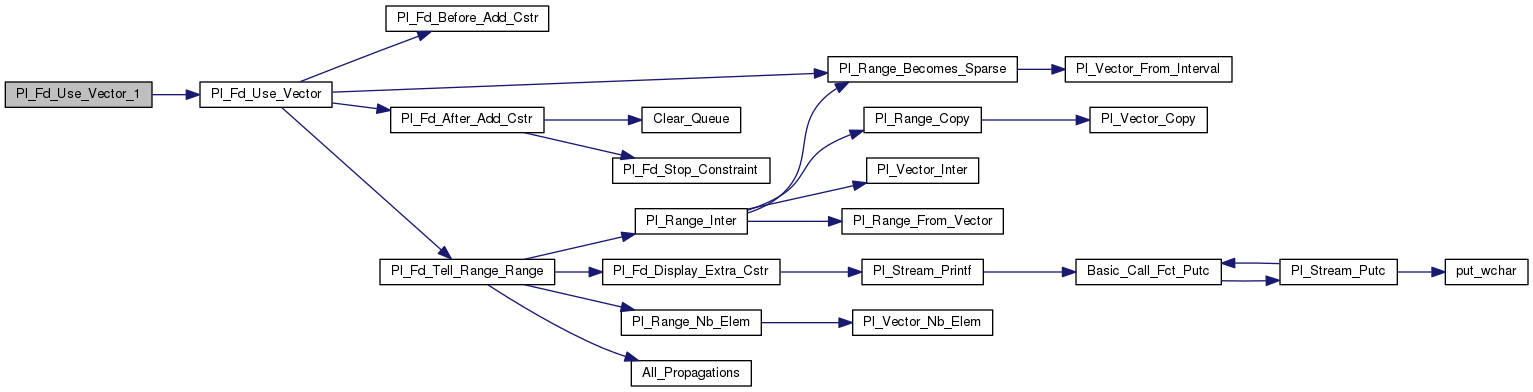 Pl_Fd_Use_Vector_1
Pl_Fd_Use_Vector
Pl_Fd_Before_Add_Cstr
Pl_Fd_After_Add_Cstr
Pl_Fd_Tell_Range_Range
Clear_Queue
Pl_Fd_Stop_Constraint
Pl_Range_Inter
Pl_Fd_Display_Extra_Cstr
Pl_Range_Nb_Elem
All_Propagations
Pl_Range_Becomes_Sparse
Pl_Range_Copy
Pl_Vector_Inter
Pl_Range_From_Vector
Pl_Stream_Printf
Pl_Vector_Nb_Elem
Pl_Vector_From_Interval
Pl_Vector_Copy
Basic_Call_Fct_Putc
Pl_Stream_Putc
put_wchar